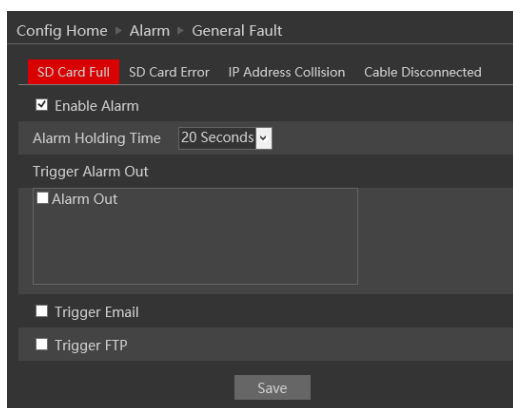 Config Home ▸ Alarm ▸ General Fault
SD Card Full SD Card Error IP Address Collision Cable Disconnected
Enable Alarm
Alarm Holding Time 20 Seconds
Trigger Alarm Out
Alarm Out
Trigger Email
Trigger FTP
Save